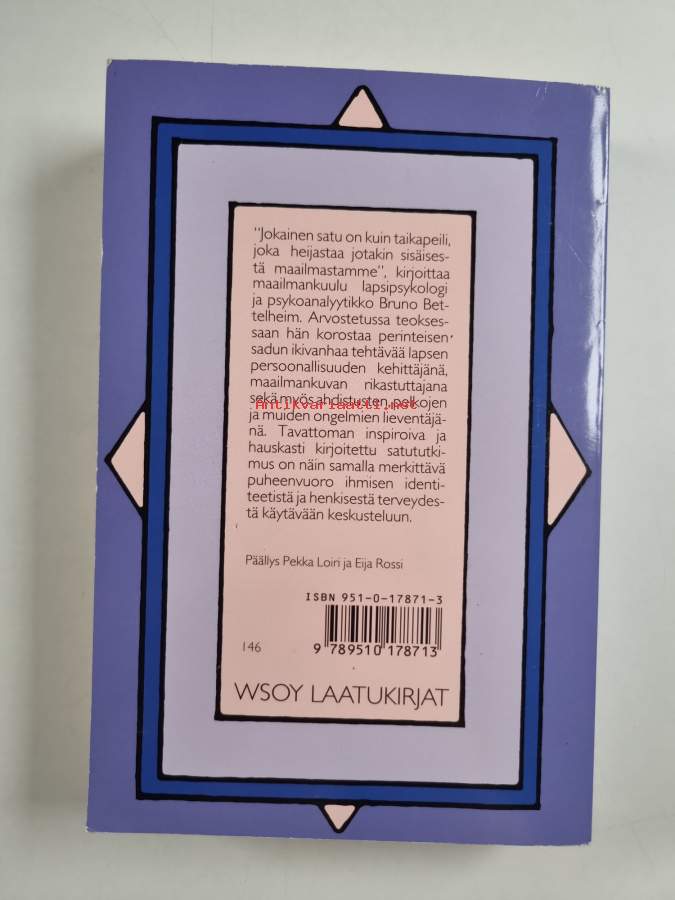 "Jokainen satu on kuin taikapeili,
joka heijastaa jotakin sisäises-
tä maailmastamme", kirjoittaa
maailmankuulu lapsipsykologi
ja psykoanalyytikko Bruno Bet-
telheim. Arvostetussa teokses-
saan hän korostaa perinteisen
sadun ikivanhaa tehtävää lapsen
persoonallisuuden kehittäjänä,
maailmankuvan rikastuttajana
sekä myös ahdistusten, pelkojen
Antikvariaatti.net
ja muiden ongelmien lieventäjä-
nä. Tavattoman inspiroiva ja
hauskasti kirjoitettu satututki-
mus on näin samalla merkittävä
puheenvuoro ihmisen identi-
teetistä ja henkisestä terveydes-
tä käytävään keskusteluun.
Päällys Pekka Loiri ja Eija Rossi
ISBN 951-0-17871-3
146
9 789510 178713
WSOY LAATUKIRJAT